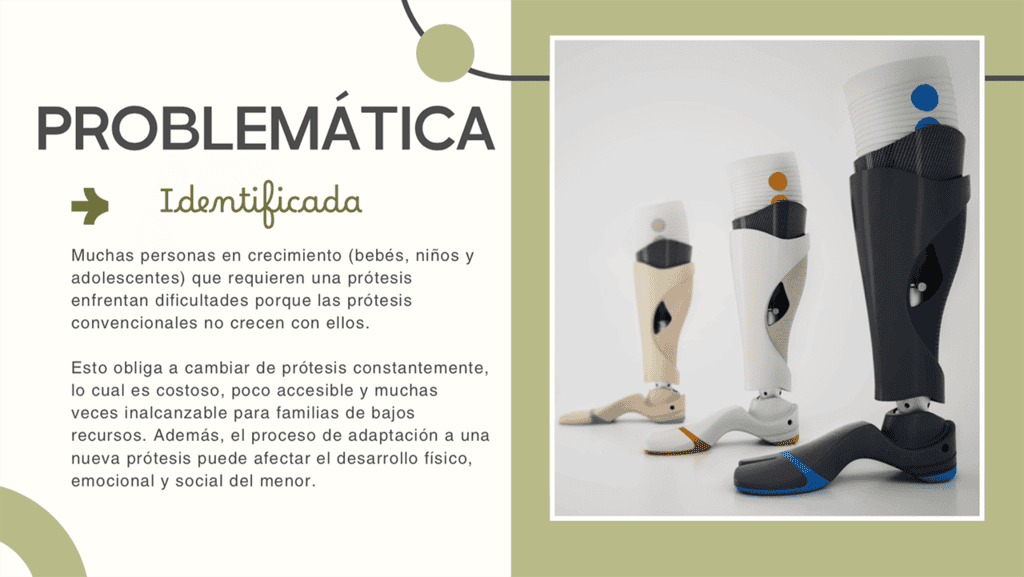 PROBLEMÁTICA
Identificada
Muchas personas en crecimiento (bebés, niños y
adolescentes) que requieren una prótesis
enfrentan dificultades porque las prótesis
convencionales no crecen con ellos.
Esto obliga a cambiar de prótesis constantemente,
lo cual es costoso, poco accesible y muchas
veces inalcanzable para familias de bajos
recursos. Además, el proceso de adaptación a una
nueva prótesis puede afectar el desarrollo físico,
emocional y social del menor.